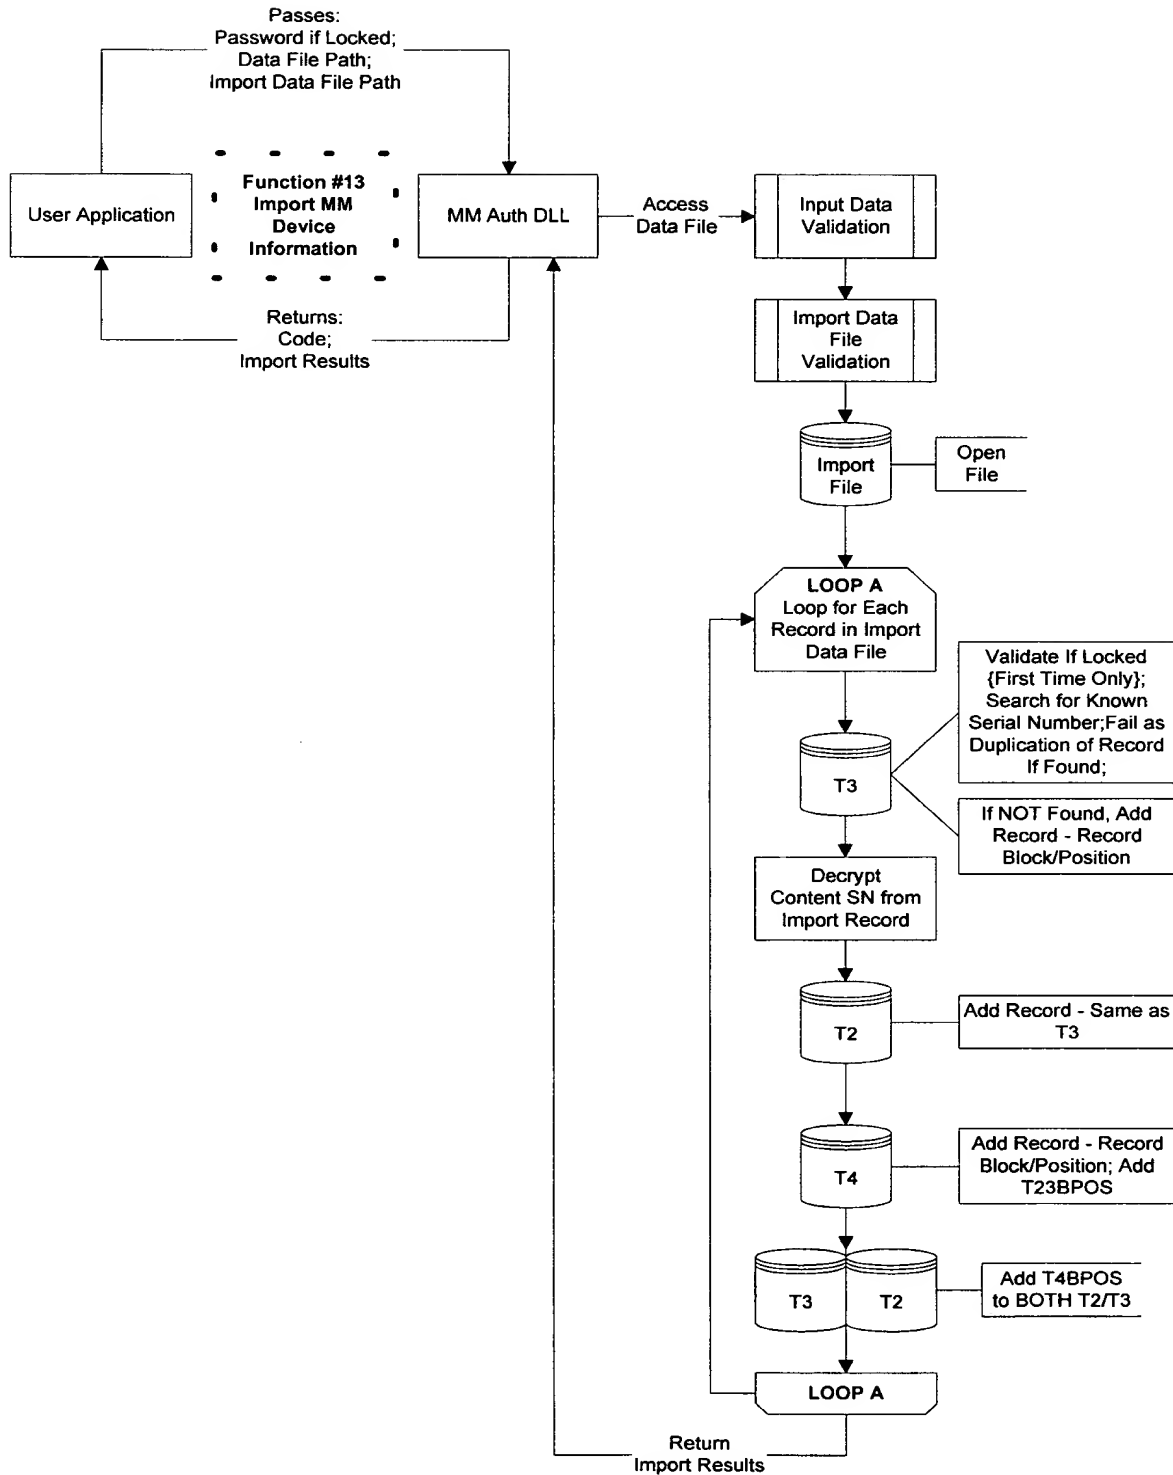 Passes:
Password if Locked;
Data File Path;
Import Data File Path
User Application
Function #13
Import MM
Device
Information
MM Auth DLL
Access
Data File
Input Data
Validation
Returns:
Code;
Import Results
Import Data
File
Validation
Import
File
Open
File
LOOP A
Loop for Each
Record in Import
Data File
Validate If Locked
{First Time Only};
Search for Known
Serial Number;Fail as
Duplication of Record
If Found;
T3
If NOT Found, Add
Record - Record
Block/Position
Decrypt
Content SN from
Import Record
T2
Add Record - Same as
T3
T4
Add Record - Record
Block/Position; Add
T23BPOS
T3
T2
Add T4BPOS
to BOTH T2/T3
LOOP A
Return
Import Results